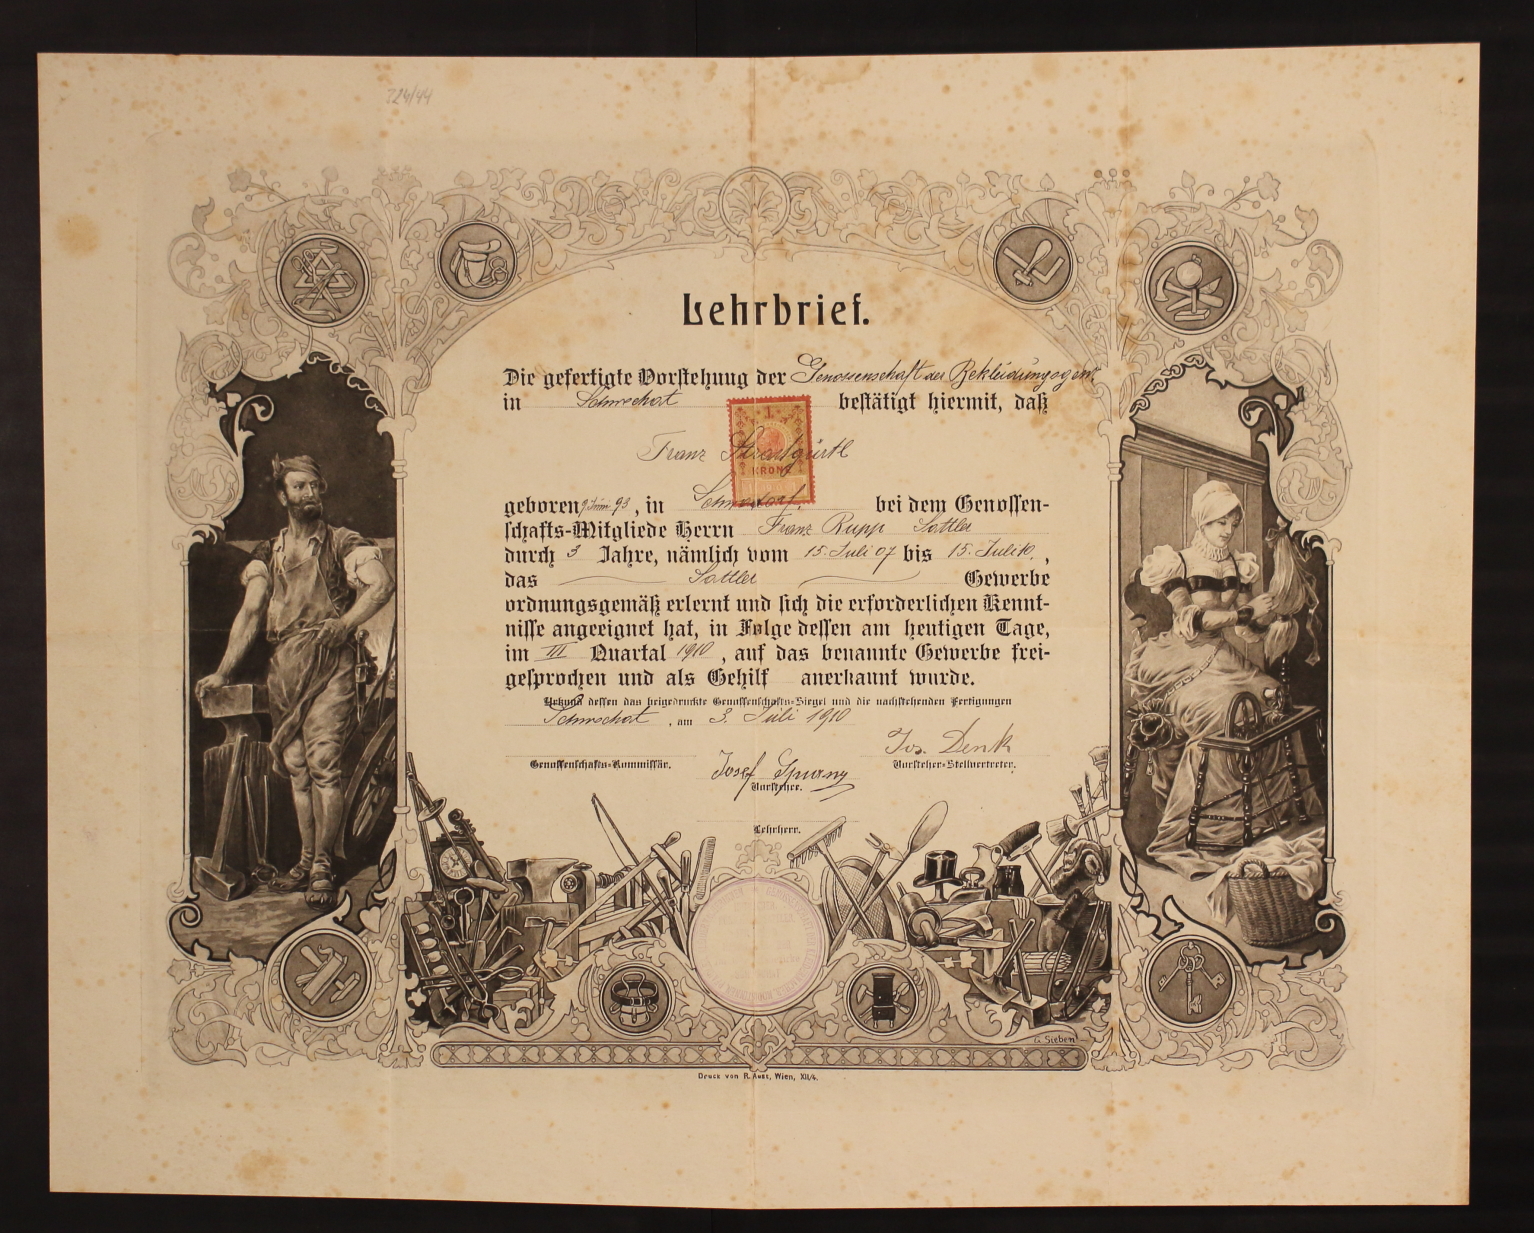 724/44
Lehrbrief.
Die gefertigte Vorstehung der Genossenschaft der Bekleidungsgew.
in Schwechat bestätigt hiermit, daß
KRONE
Franz
geboren 9. Juni 93, in bei dem Genossen-
schafts-Mitgliede Herrn Franz Rupp Sattler
durch 3 Jahre, nämlich vom 15. Juli 07 bis 15. Juli 10.,
das Sattler Gewerbe
ordnungsgemäß erlernt und sich die erforderlichen Kennt-
nisse angeeignet hat, in Folge dessen am heutigen Tage,
im III Quartal 1910, auf das benannte Gewerbe frei-
gesprochen und als Gehilf anerkannt wurde.
Urkund dessen das beigedruckte Genossenschafts-Siegel und die nachstehenden Fertigungen
Schwechat, am 3. Juli 1910
Jos. Denk
Genossenschafts-Kommissär.
Vorsteher-Stellvertreter.
Josef
Vorsteher.
Lehrherr.
G. Sieben
Druck von R. Aust, Wien, XII/4.